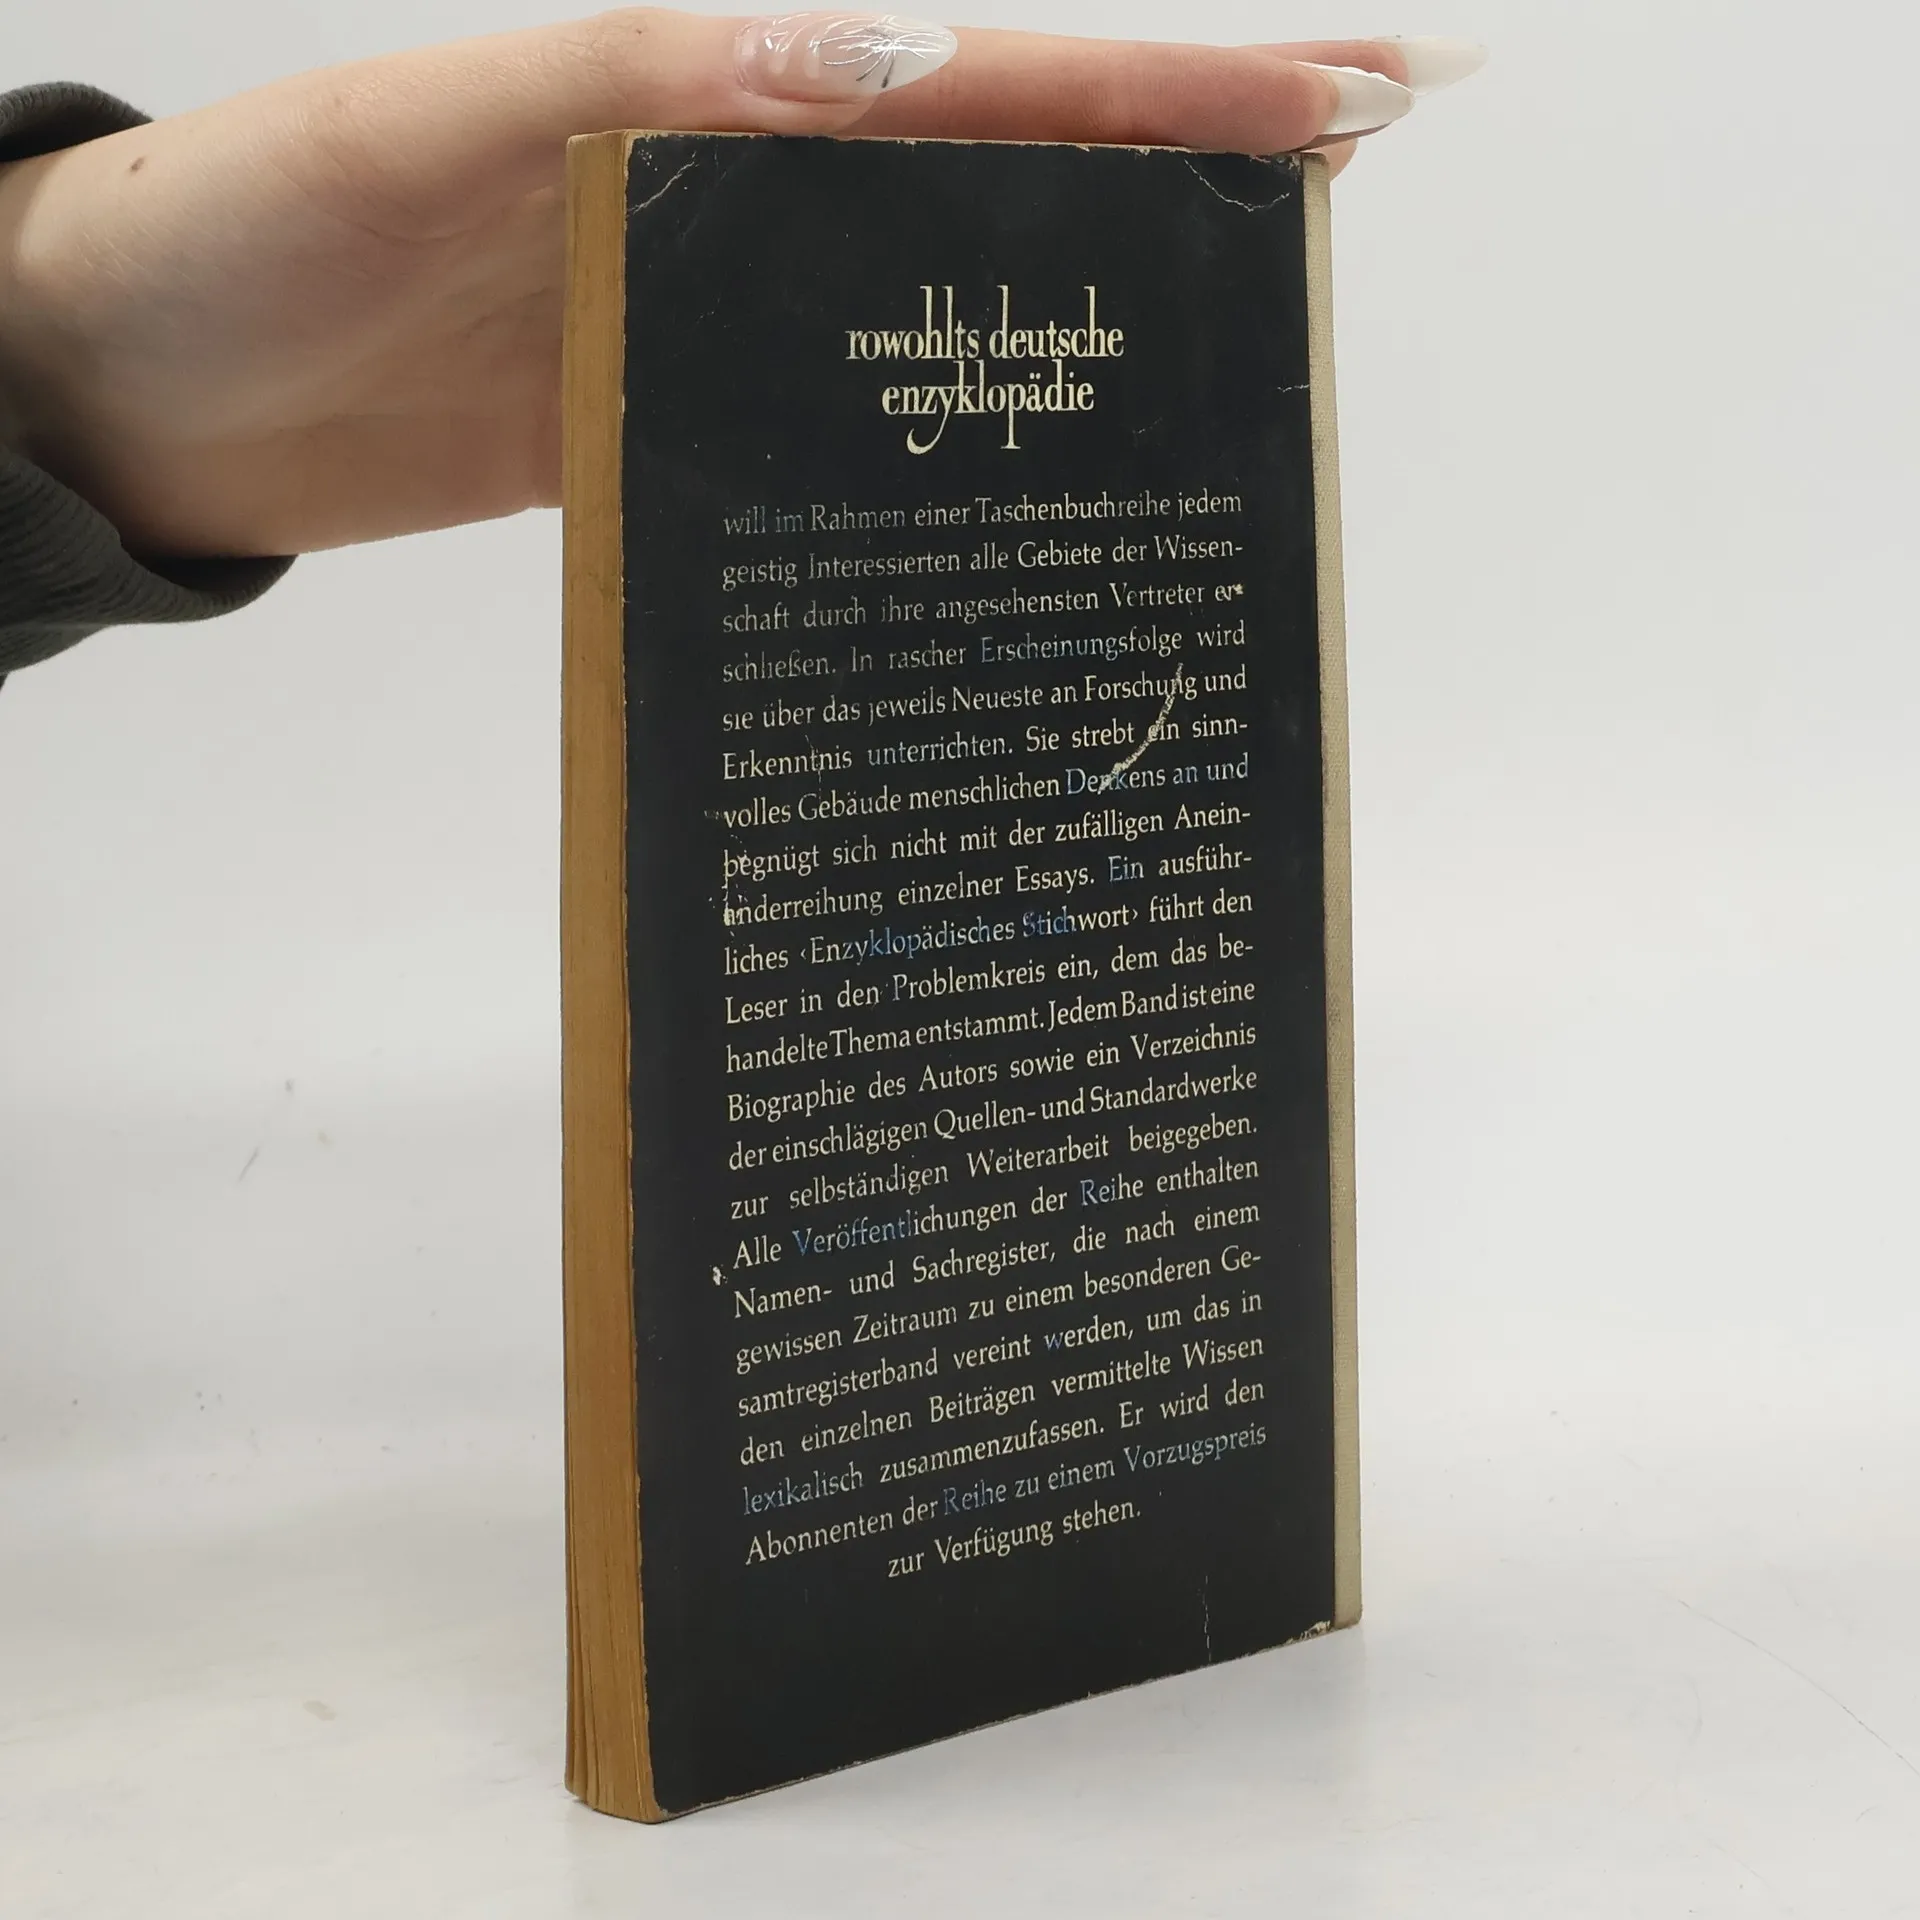 rowohlts deutsche
enzyklopädie
will im Rahmen einer Taschenbuchreihe jedem
geistig Interessierten alle Gebiete der Wissen-
schaft durch ihre angesehensten Vertreter er-
schließen. In rascher Erscheinungsfolge wird
sie über das jeweils Neueste an Forschung und
Erkenntnis unterrichten. Sie strebt ein sinn-
volles Gebäude menschlichen Denkens an und
begnügt sich nicht mit der zufälligen Anein-
anderreihung einzelner Essays. Ein ausführ-
liches ‹Enzyklopädisches Stichwort› führt den
Leser in den Problemkreis ein, dem das be-
handelte Thema entstammt. Jedem Band ist eine
Biographie des Autors sowie ein Verzeichnis
der einschlägigen Quellen- und Standardwerke
zur selbständigen Weiterarbeit beigegeben.
Alle Veröffentlichungen der Reihe enthalten
Namen- und Sachregister, die nach einem
gewissen Zeitraum zu einem besonderen Ge-
samtregisterband vereint werden, um das in
den einzelnen Beiträgen vermittelte Wissen
lexikalisch zusammenzufassen. Er wird den
Abonnenten der Reihe zu einem Vorzugspreis
zur Verfügung stehen.